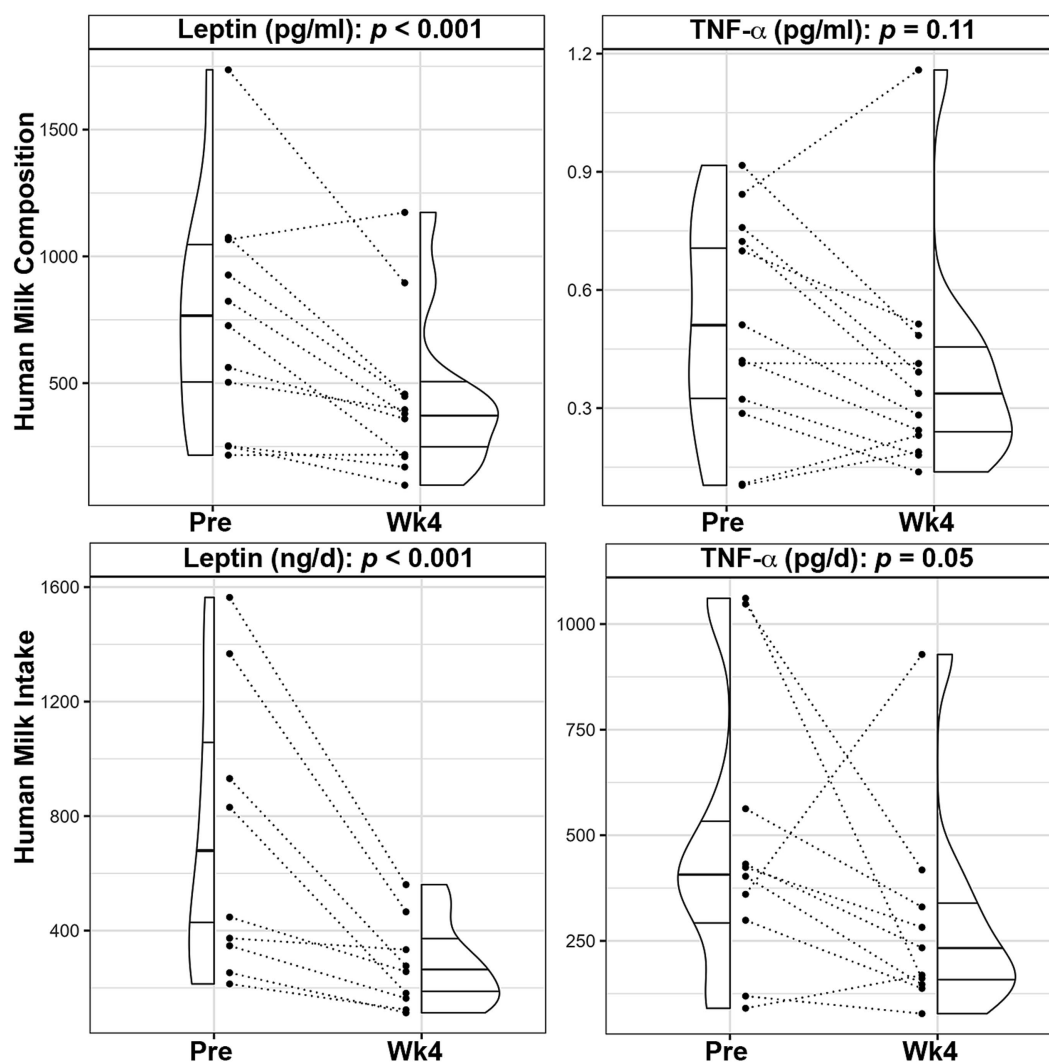 Leptin (pg/ml): p < 0.001
TNF-α (pg/ml): p = 0.11
Human Milk Composition
1500
1000
500
1.2
0.9
0.6
0.3
Pre
Wk4
Pre
Wk4
Leptin (ng/d): p < 0.001
TNF-α (pg/d): p = 0.05
Human Milk Intake
1600
1200
800
400
1000
750
500
250
Pre
Wk4
Pre
Wk4